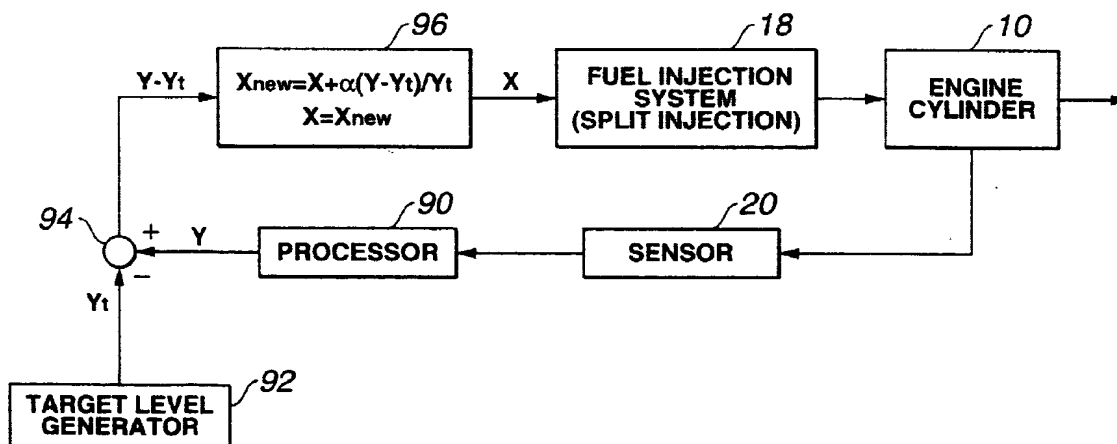 96
18
10
Y-Yt
Xnew=X+α(Y-Yt)/Yt
X=Xnew
X
FUEL INJECTION
SYSTEM
(SPLIT INJECTION)
ENGINE
CYLINDER
94
+
−
Y
90
PROCESSOR
20
SENSOR
Yt
92
TARGET LEVEL
GENERATOR